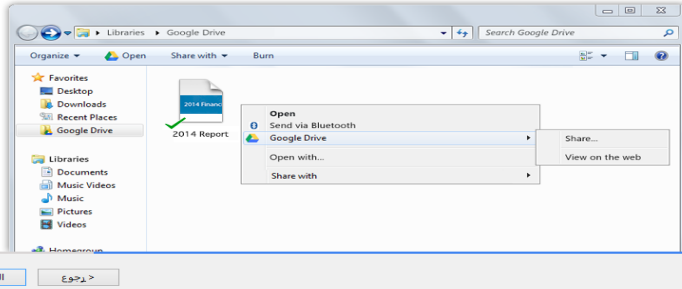 Libraries Google Drive
Search Google Drive
Organize Open Share with Burn
Favorites
Desktop
Downloads
Recent Places
Google Drive
Libraries
Documents
Music Videos
Music
Pictures
Videos
Homegroup
2014 Financ
2014 Report
Open
Send via Bluetooth
Google Drive
Open with...
Share with
Share...
View on the web
< رجوع